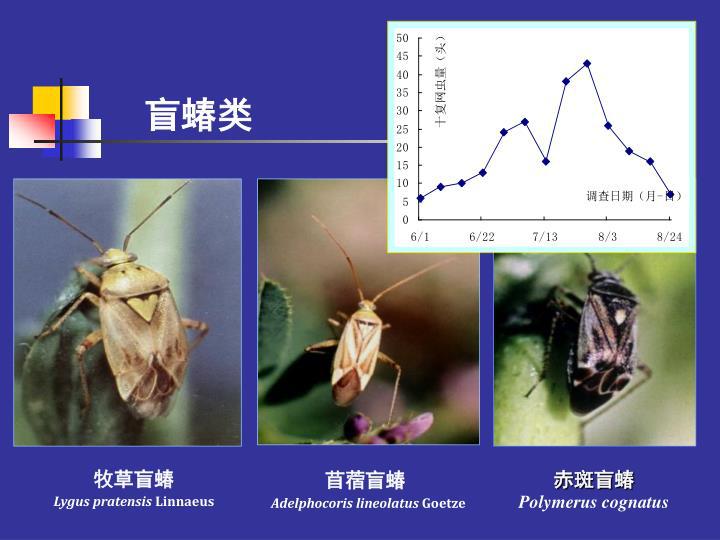 盲蝽类
十复网虫量（头）
50
45
40
35
30
25
20
15
10
5
0
调查日期（月-日）
6/1 6/22 7/13 8/3 8/24
牧草盲蝽
Lygus pratensis Linnaeus
苜蓿盲蝽
Adelphocoris lineolatus Goetze
赤斑盲蝽
Polymerus cognatus